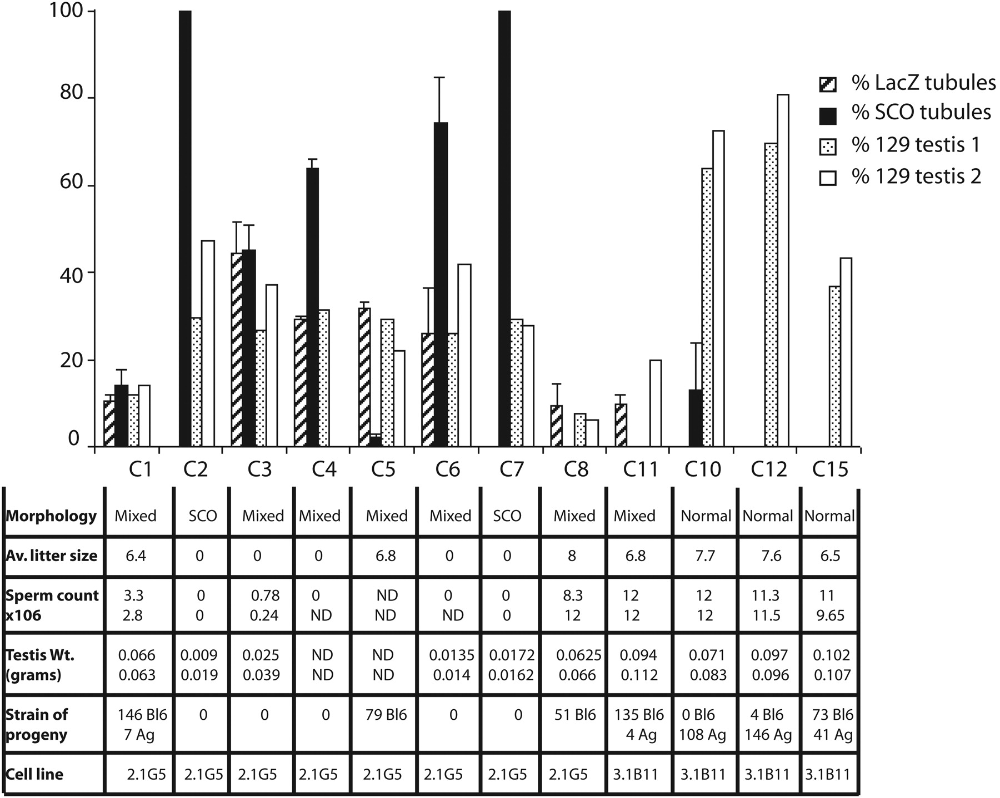 100
80
60
40
20
0
% LacZ tubules
% SCO tubules
% 129 testis 1
% 129 testis 2
C1 C2 C3 C4 C5 C6 C7 C8 C11 C10 C12 C15
Morphology Mixed SCO Mixed Mixed Mixed Mixed SCO Mixed Mixed Normal Normal Normal
Av. litter size 6.4 0 0 0 6.8 0 0 8 6.8 7.7 7.6 6.5
Sperm count 3.3 0 0.78 0 ND 0 0 8.3 12 12 11.3 11
x106 2.8 0 0.24 ND ND ND 0 12 12 12 11.5 9.65
Testis Wt. 0.066 0.009 0.025 ND ND 0.0135 0.0172 0.0625 0.094 0.071 0.097 0.102
(grams) 0.063 0.019 0.039 ND ND 0.014 0.0162 0.066 0.112 0.083 0.096 0.107
Strain of 146 Bl6 0 0 0 79 Bl6 0 0 51 Bl6 135 Bl6 0 Bl6 4 Bl6 73 Bl6
progeny 7 Ag 4 Ag 108 Ag 146 Ag 41 Ag
Cell line 2.1G5 2.1G5 2.1G5 2.1G5 2.1G5 2.1G5 2.1G5 2.1G5 3.1B11 3.1B11 3.1B11 3.1B11